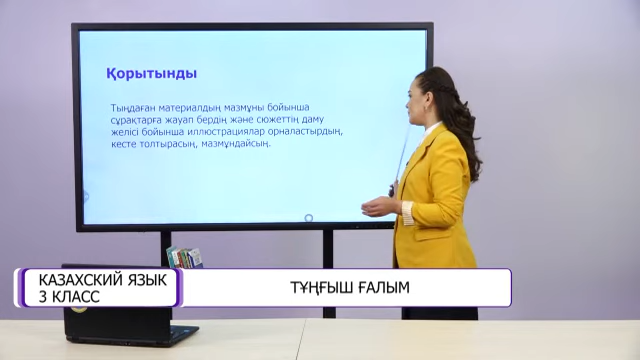 Қорытынды
Тыңдаған материалдың мазмұны бойынша
сұрақтарға жауап бердің және сюжеттің даму
желісі бойынша иллюстрациялар орналастырдың,
кесте толтырасың, мазмұндайсың.
КАЗАХСКИЙ ЯЗЫК
3 КЛАСС
ТҰҢҒЫШ ҒАЛЫМ